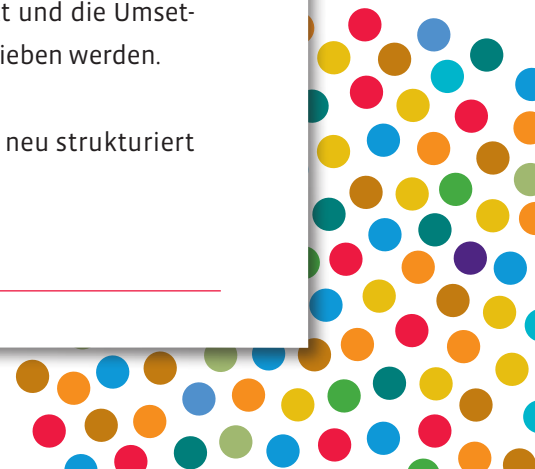 t und die Umset-
ieben werden.
neu strukturiert